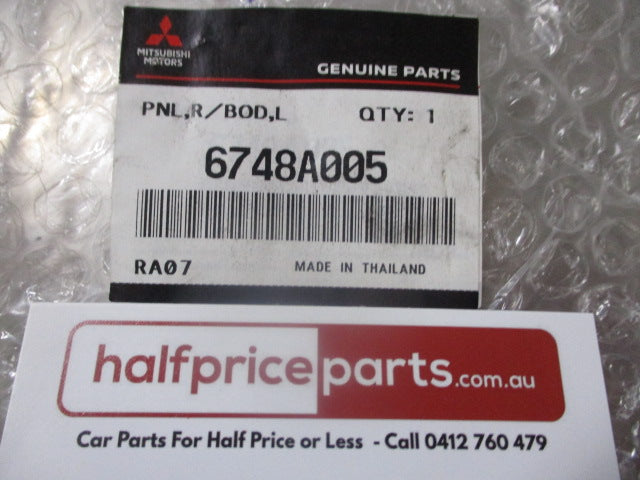 MITSUBISHI
MOTORS
GENUINE PARTS
PNL,R/BOD,L QTY: 1
6748A005
RA07 MADE IN THAILAND
halfpriceparts.com.au
Car Parts For Half Price or Less - Call 0412 760 479